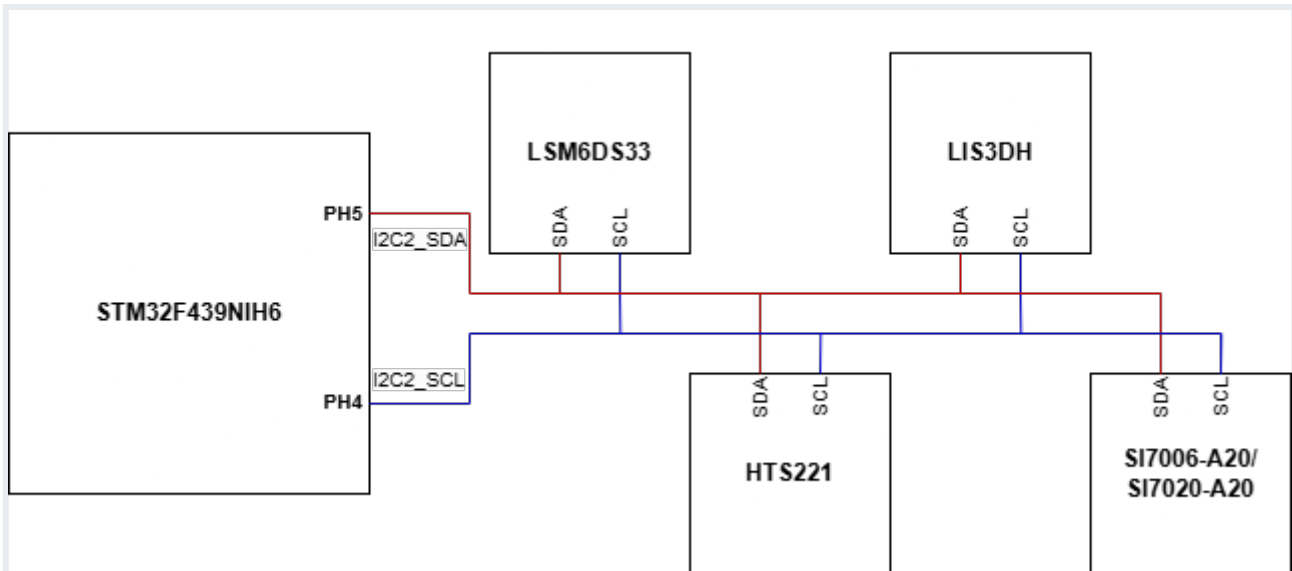 LSM6DS33
SDA
SCL
LIS3DH
SDA
SCL
STM32F439NIH6
PH5
I2C2_SDA
I2C2_SCL
PH4
SDA
SCL
HTS221
SDA
SCL
SI7006-A20/
SI7020-A20